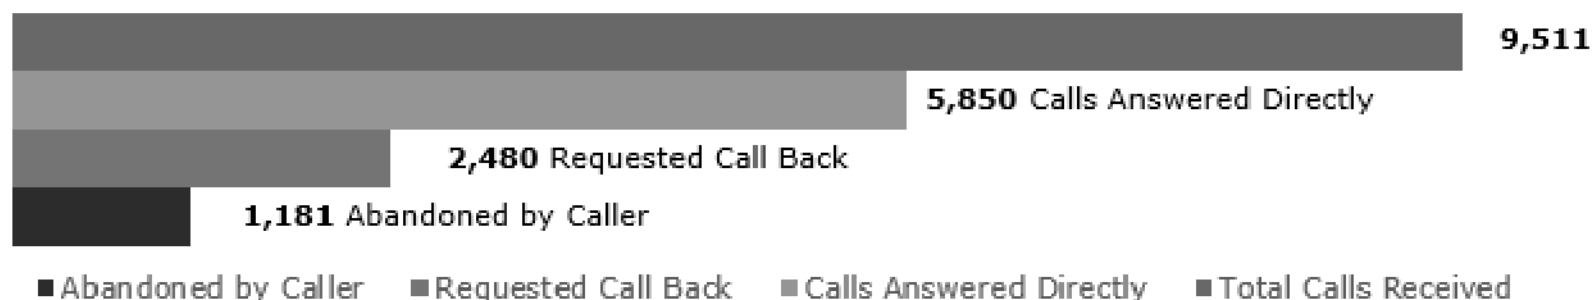 9,511
5,850 Calls Answered Directly
2,480 Requested Call Back
1,181 Abandoned by Caller
Abandoned by Caller Requested Call Back Calls Answered Directly Total Calls Received